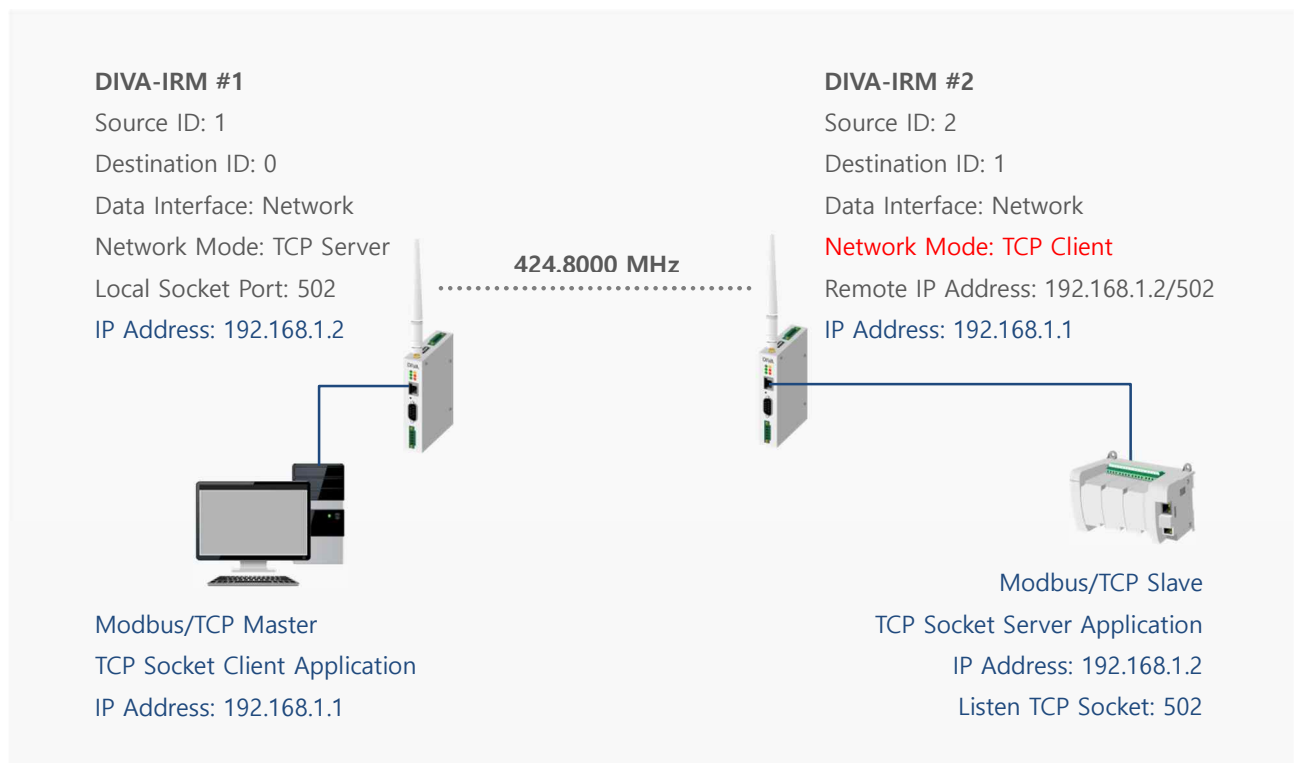 DIVA-IRM #1
Source ID: 1
Destination ID: 0
Data Interface: Network
Network Mode: TCP Server
Local Socket Port: 502
IP Address: 192.168.1.2
424.8000 MHz
DIVA-IRM #2
Source ID: 2
Destination ID: 1
Data Interface: Network
Network Mode: TCP Client
Remote IP Address: 192.168.1.2/502
IP Address: 192.168.1.1
DIVA
DIVA
Modbus/TCP Master
TCP Socket Client Application
IP Address: 192.168.1.1
Modbus/TCP Slave
TCP Socket Server Application
IP Address: 192.168.1.2
Listen TCP Socket: 502